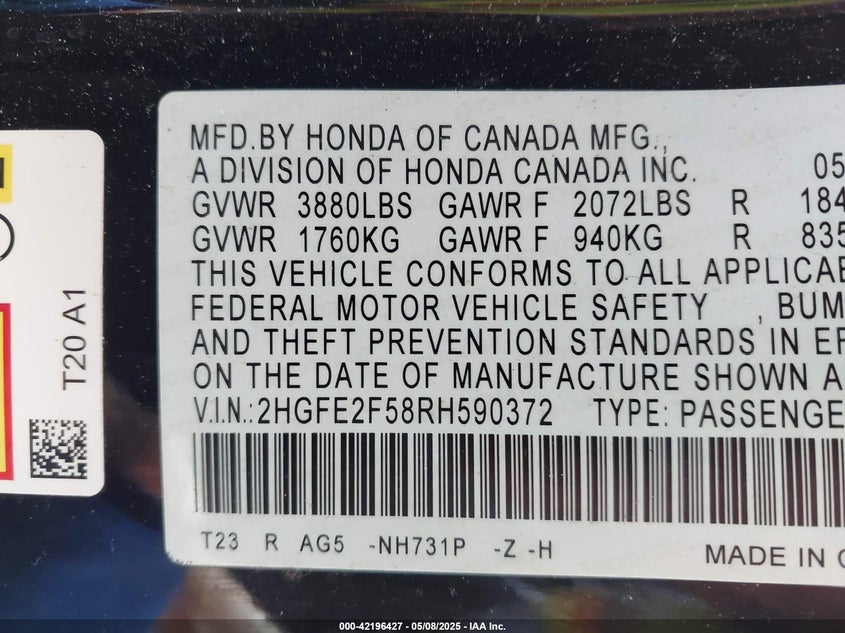 MFD.BY HONDA OF CANADA MFG.,
A DIVISION OF HONDA CANADA INC. 05
GVWR 3880LBS GAWR F 2072LBS R 184
GVWR 1760KG GAWR F 940KG R 835
THIS VEHICLE CONFORMS TO ALL APPLICAB
FEDERAL MOTOR VEHICLE SAFETY , BUM
AND THEFT PREVENTION STANDARDS IN EF
ON THE DATE OF MANUFACTURE SHOWN A
V.I.N.:2HGFE2F58RH590372 TYPE: PASSENGE
T23 R AG5 -NH731P -Z -H
MADE IN C
T20 A1
000-42196427 - 05/08/2025 - IAA Inc.